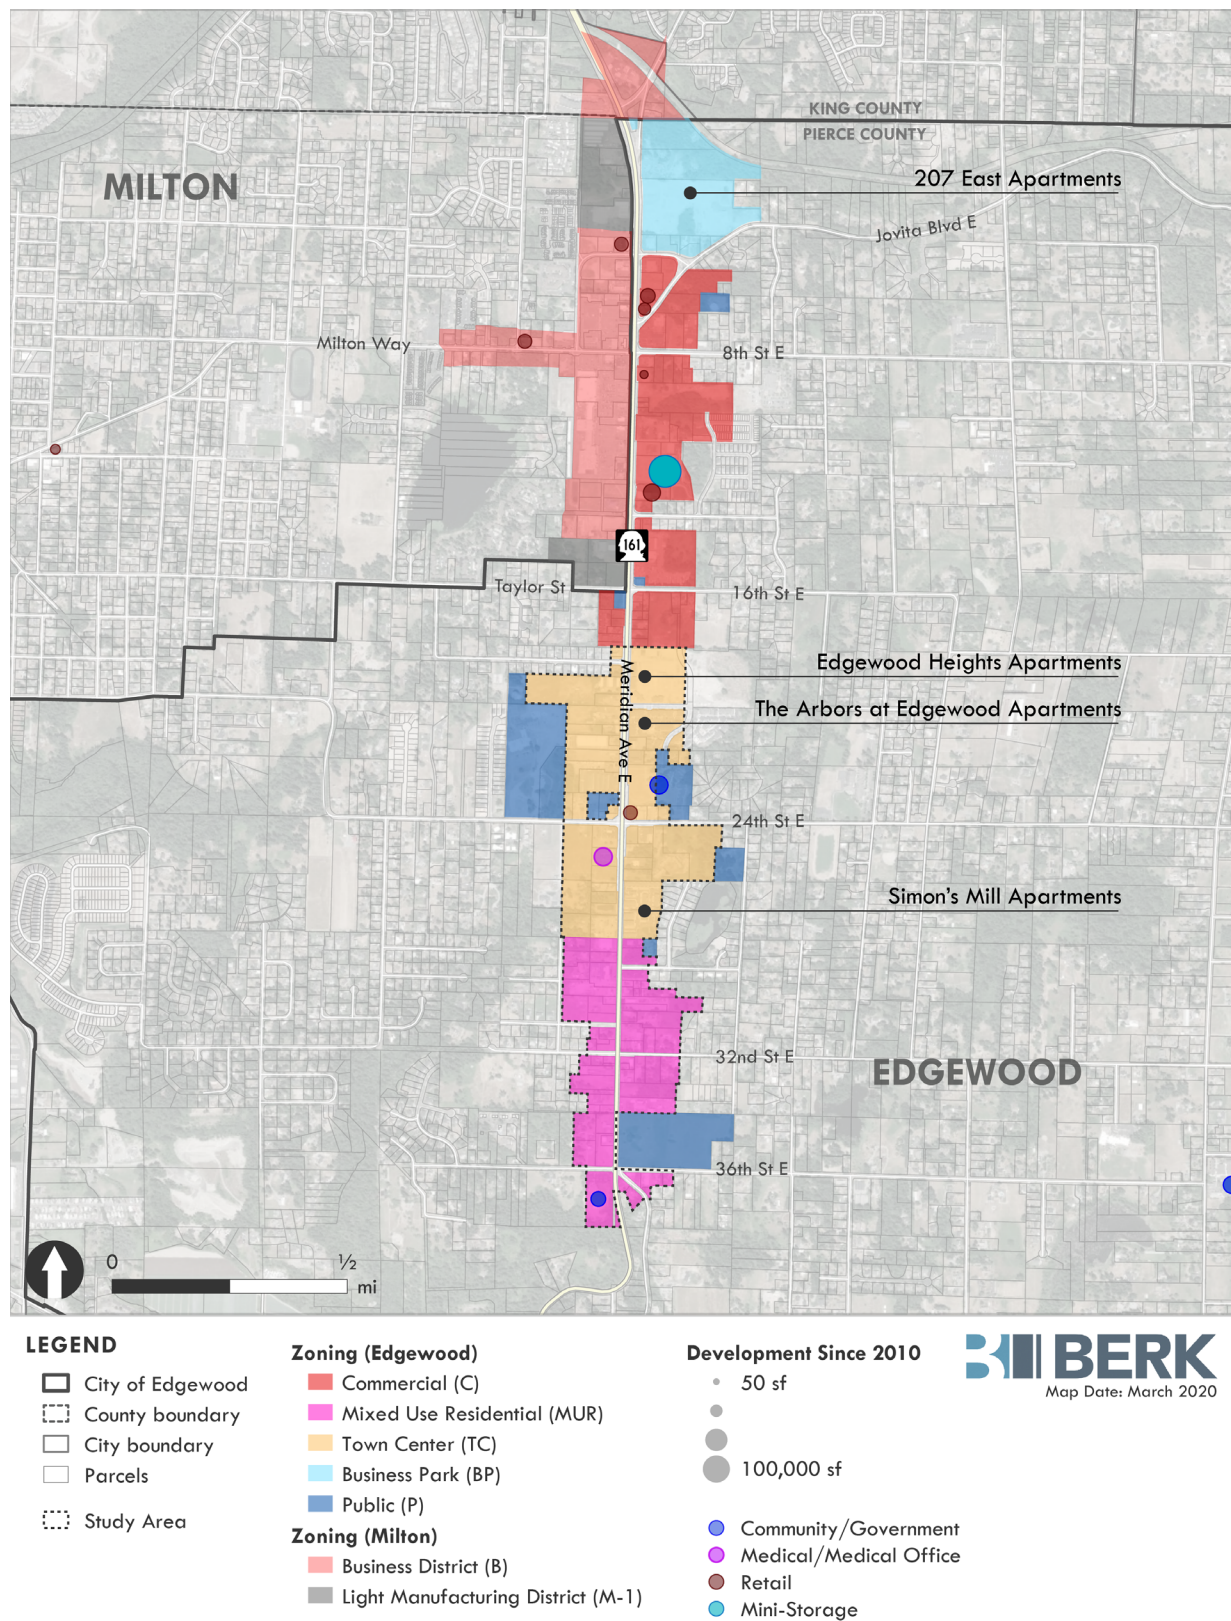 KING COUNTY
PIERCE COUNTY
MILTON
207 East Apartments
Jovita Blvd E
Milton Way
8th St E
161
Taylor St
16th St E
Meridian Ave E
Edgewood Heights Apartments
The Arbors at Edgewood Apartments
24th St E
Simon's Mill Apartments
32nd St E
EDGEWOOD
36th St E
0 ½ mi
LEGEND
City of Edgewood
County boundary
City boundary
Parcels
Study Area
Zoning (Edgewood)
Commercial (C)
Mixed Use Residential (MUR)
Town Center (TC)
Business Park (BP)
Public (P)
Zoning (Milton)
Business District (B)
Light Manufacturing District (M-1)
Development Since 2010
50 sf
100,000 sf
Community/Government
Medical/Medical Office
Retail
Mini-Storage
BERK
Map Date: March 2020